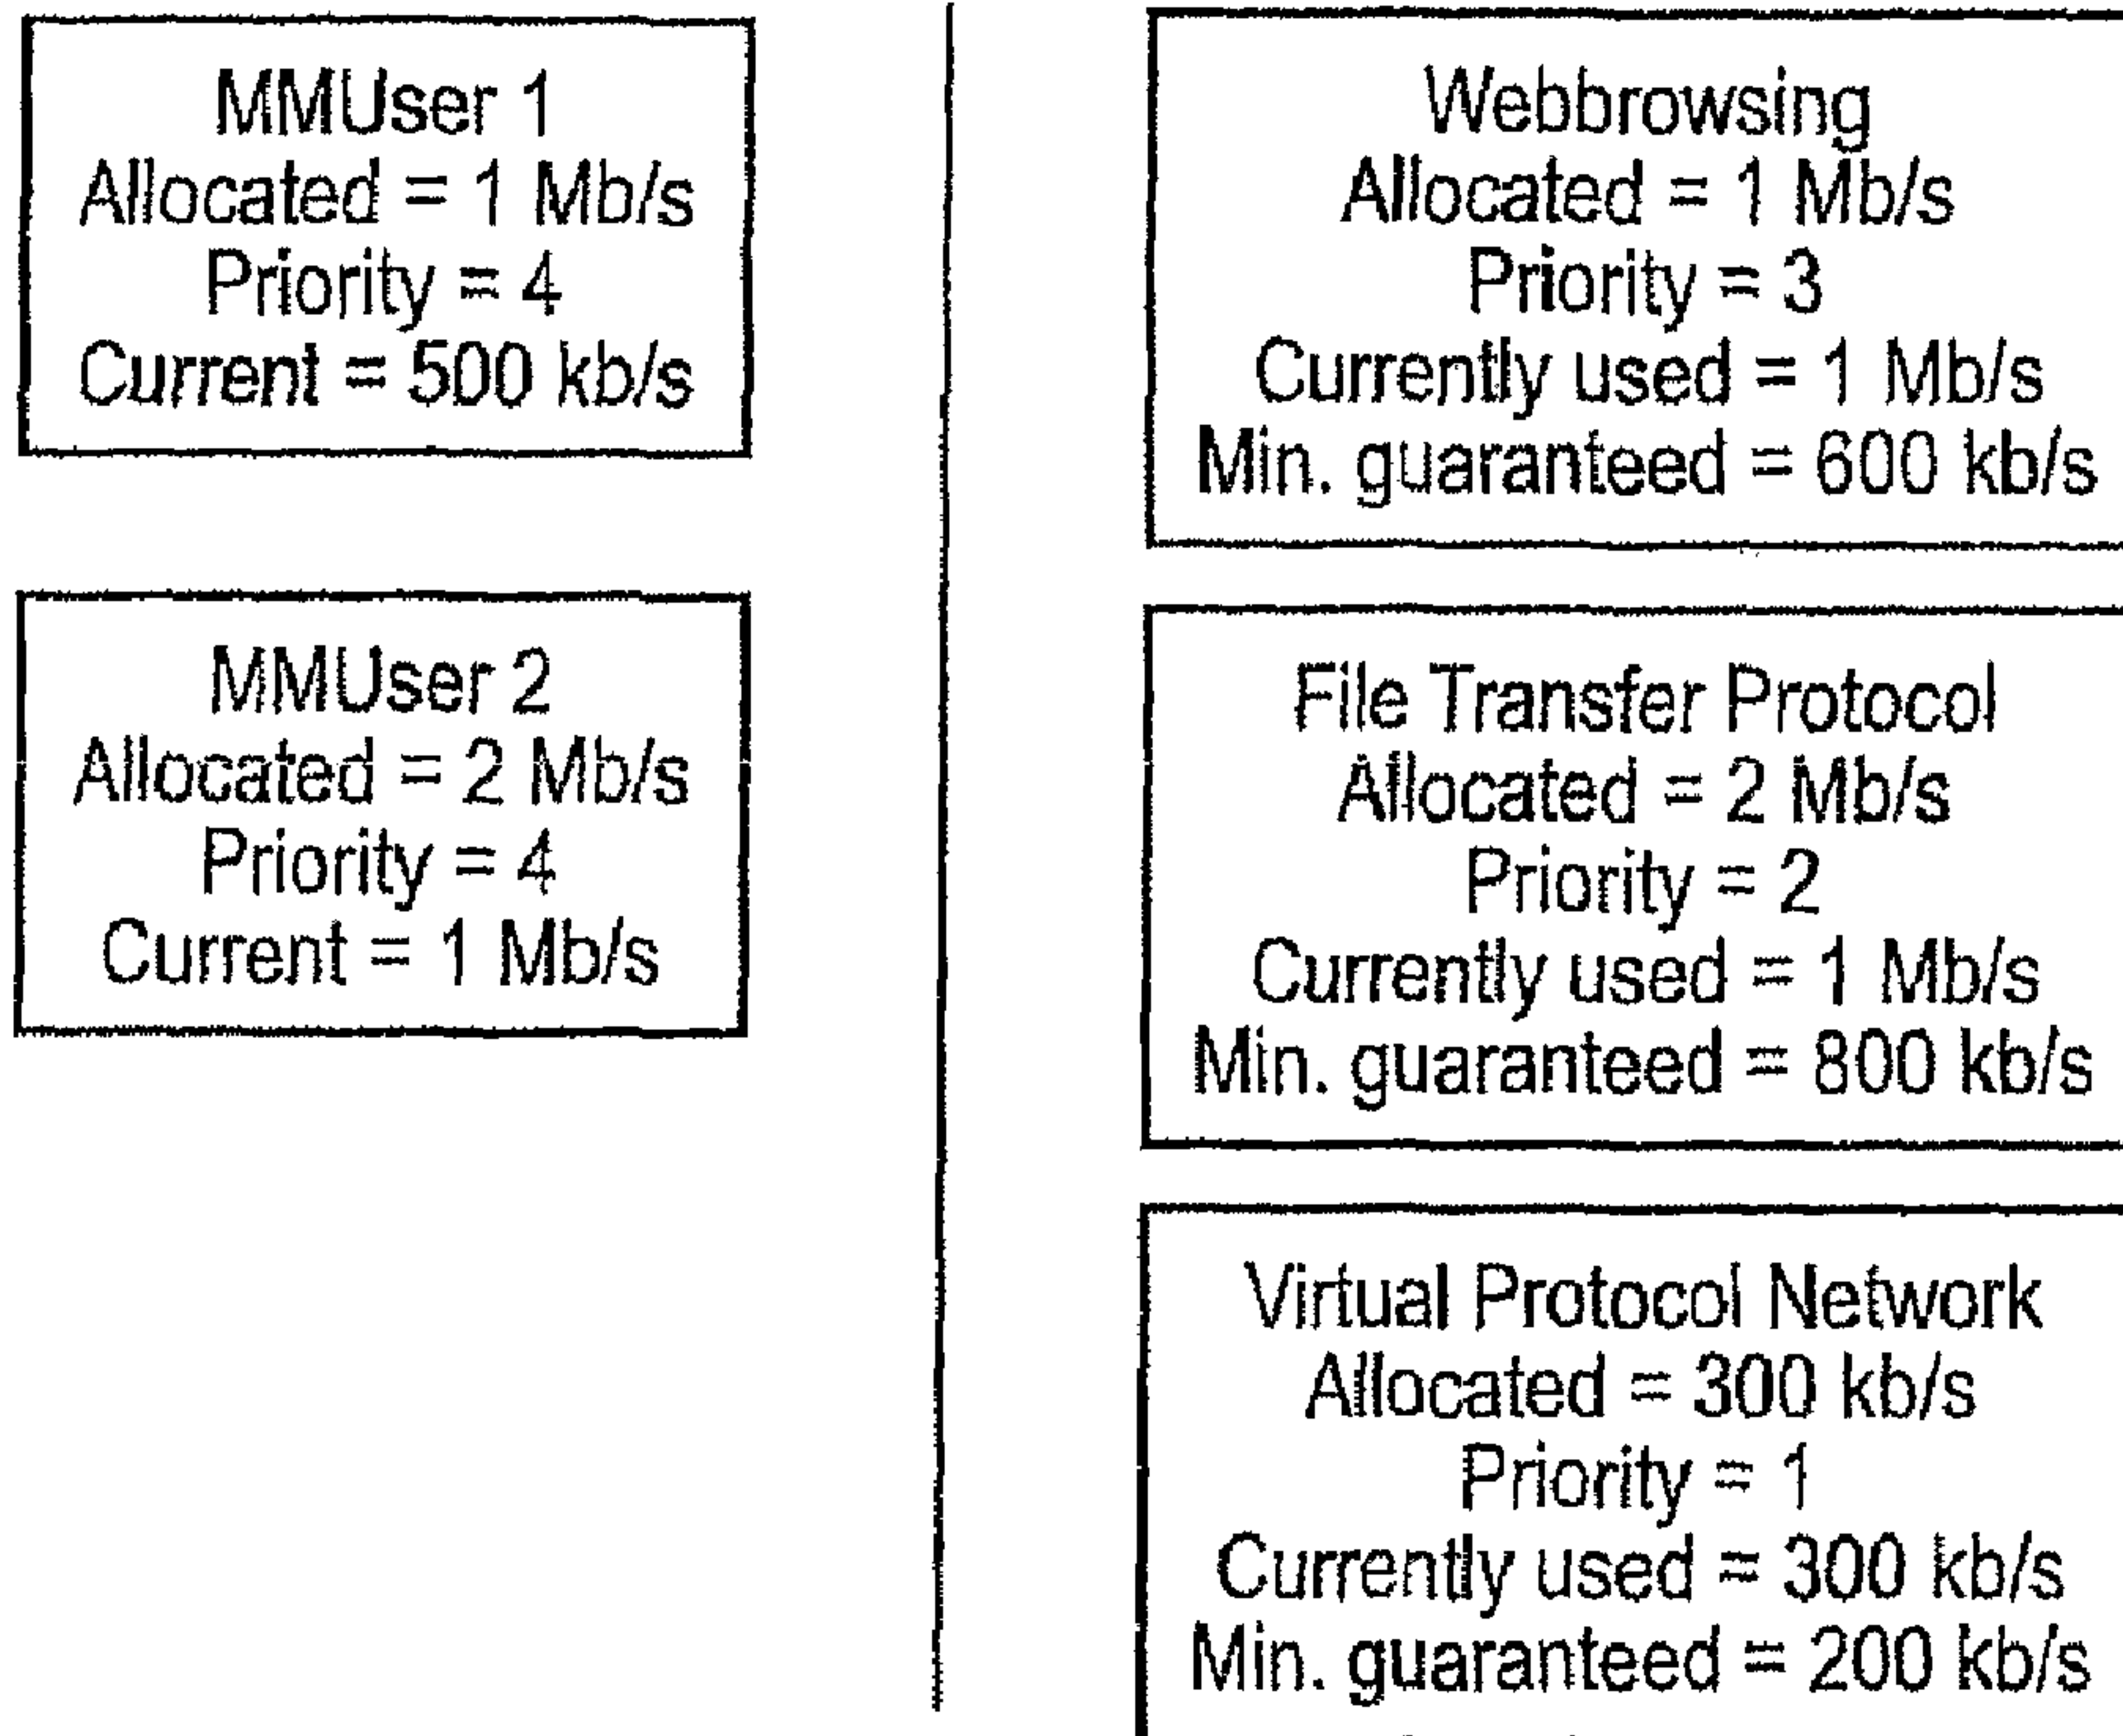 MMUser 1
Allocated = 1 Mb/s
Priority = 4
Current = 500 kb/s
MMUser 2
Allocated = 2 Mb/s
Priority = 4
Current = 1 Mb/s
Webbrowsing
Allocated = 1 Mb/s
Priority = 3
Currently used = 1 Mb/s
Min. guaranteed = 600 kb/s
File Transfer Protocol
Allocated = 2 Mb/s
Priority = 2
Currently used = 1 Mb/s
Min. guaranteed = 800 kb/s
Virtual Protocol Network
Allocated = 300 kb/s
Priority = 1
Currently used = 300 kb/s
Min. guaranteed = 200 kb/s